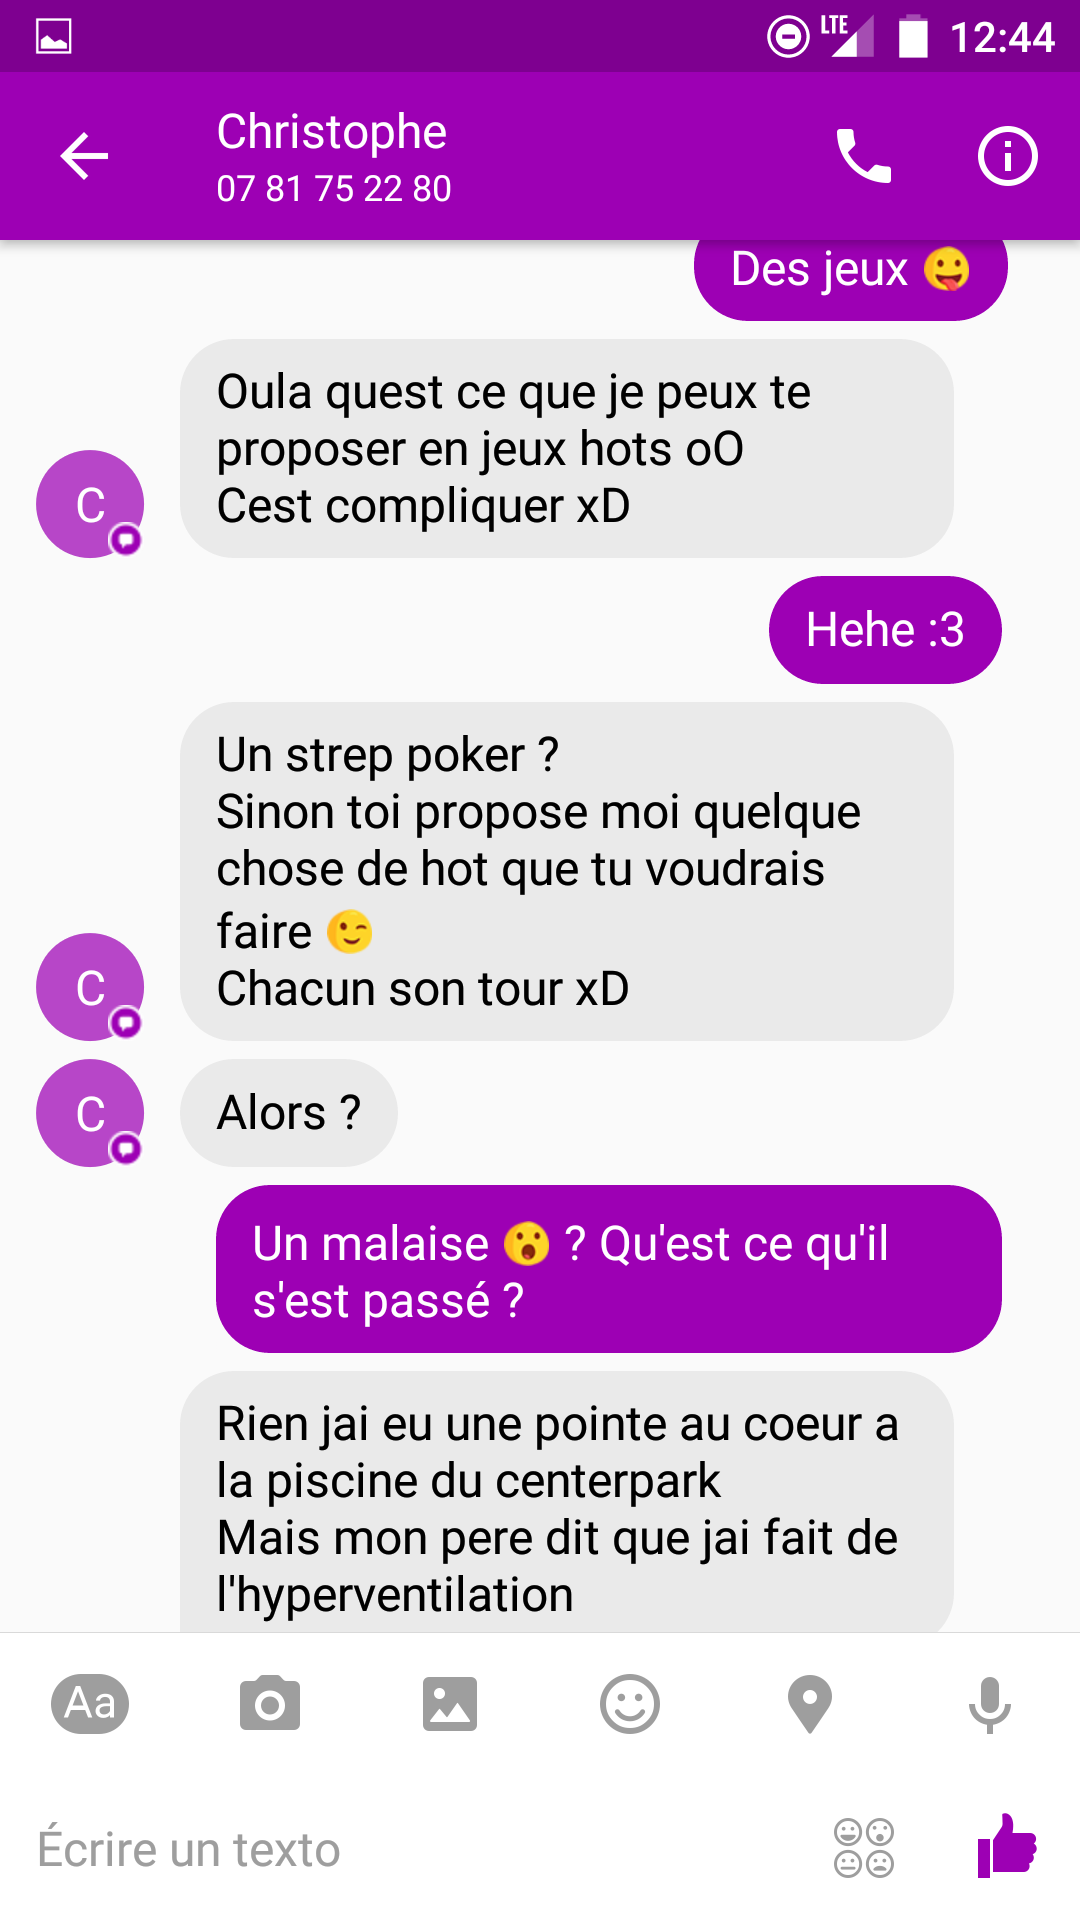 LTE 12:44
Christophe
07 81 75 22 80
Des jeux 😛
Oula quest ce que je peux te
proposer en jeux hots oO
Cest compliquer xD
C
Hehe :3
Un strep poker ?
Sinon toi propose moi quelque
chose de hot que tu voudrais
faire 😉
Chacun son tour xD
C
C
Alors ?
Un malaise 😮 ? Qu'est ce qu'il
s'est passé ?
Rien jai eu une pointe au coeur a
la piscine du centerpark
Mais mon pere dit que jai fait de
l'hyperventilation
Aa
Écrire un texto